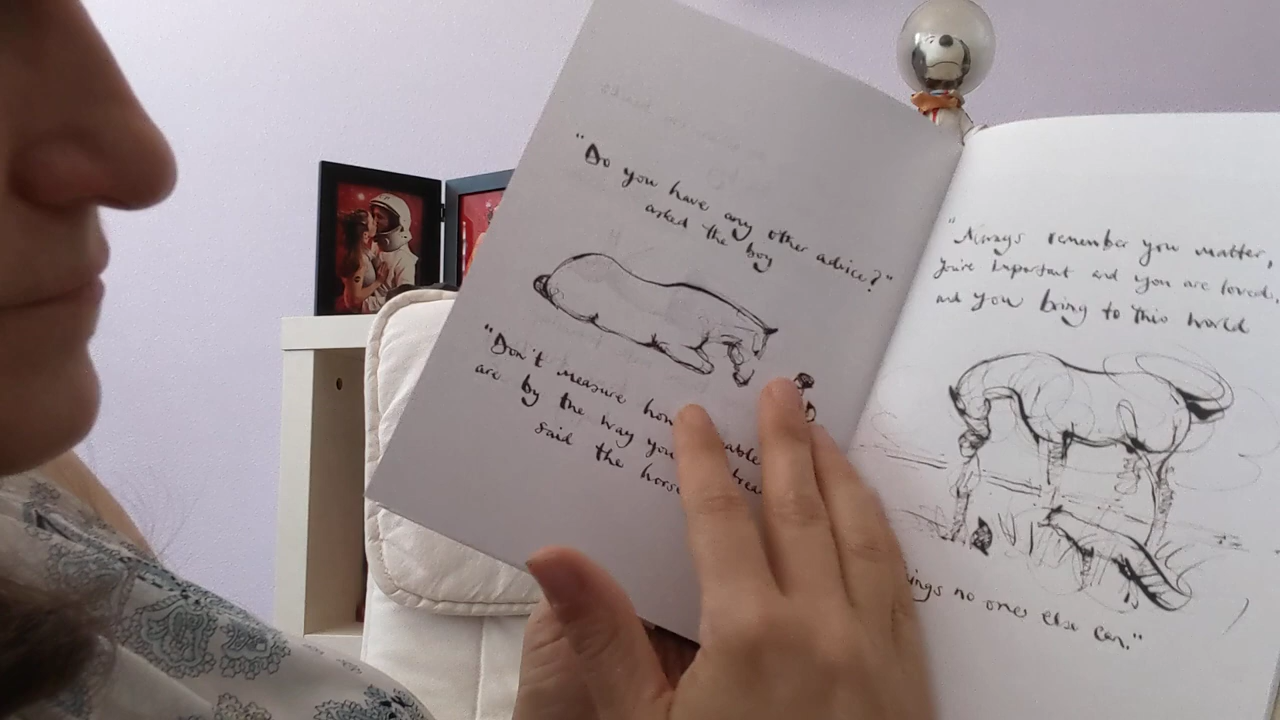 "Do you have any other advice?"
asked the boy
"Don't measure how
are by the way you
said the horse
"Always remember you matter,
you're important and you are loved,
and you bring to this world
no one else can."